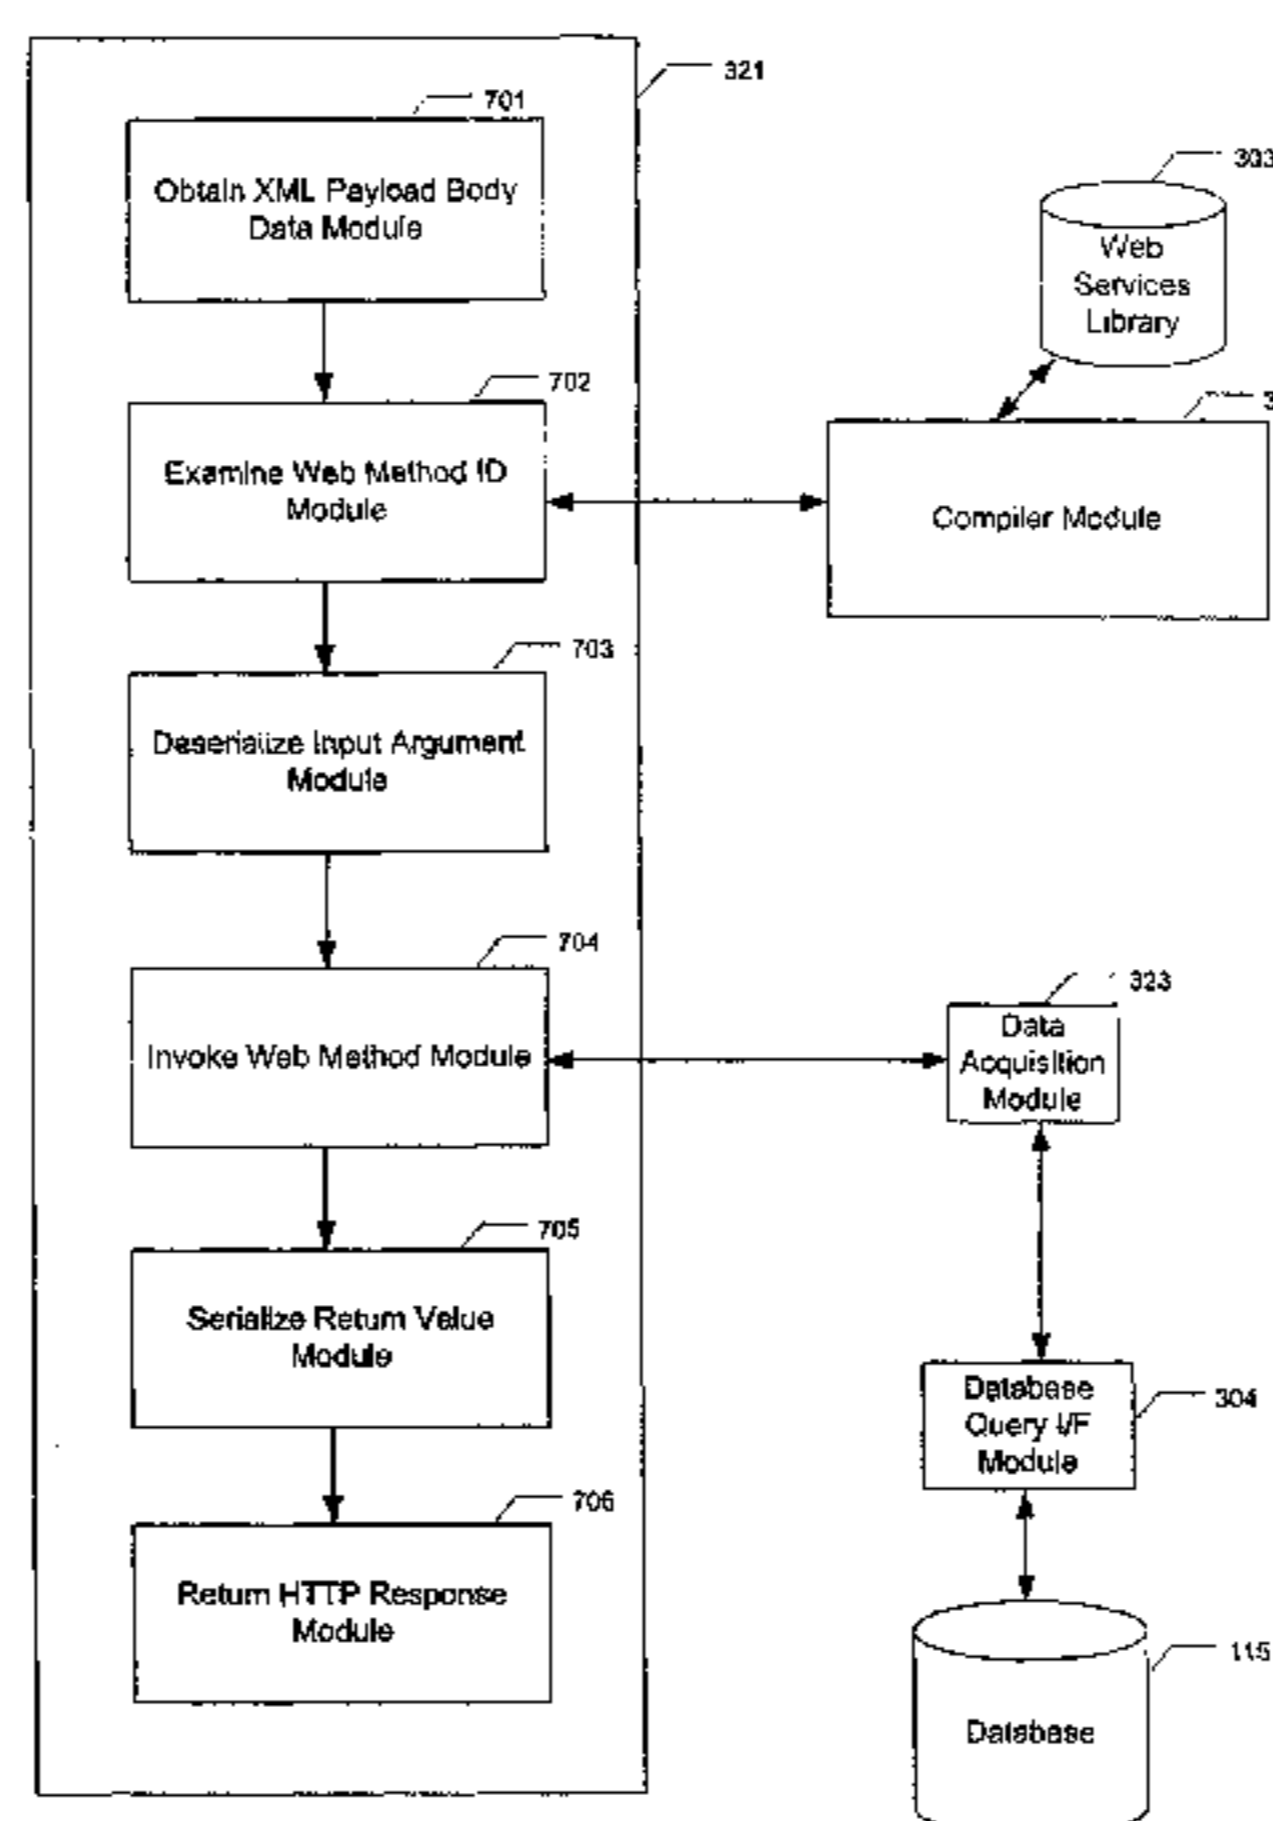 321
701
Obtain XML Payload Body
Data Module
303
Web
Services
Library
702
Examine Web Method ID
Module
3
Compiler Module
703
Deserialize Input Argument
Module
704
Invoke Web Method Module
323
Data
Acquisition
Module
705
Serialize Return Value
Module
Database
Query I/F
Module
304
706
Return HTTP Response
Module
115
Database